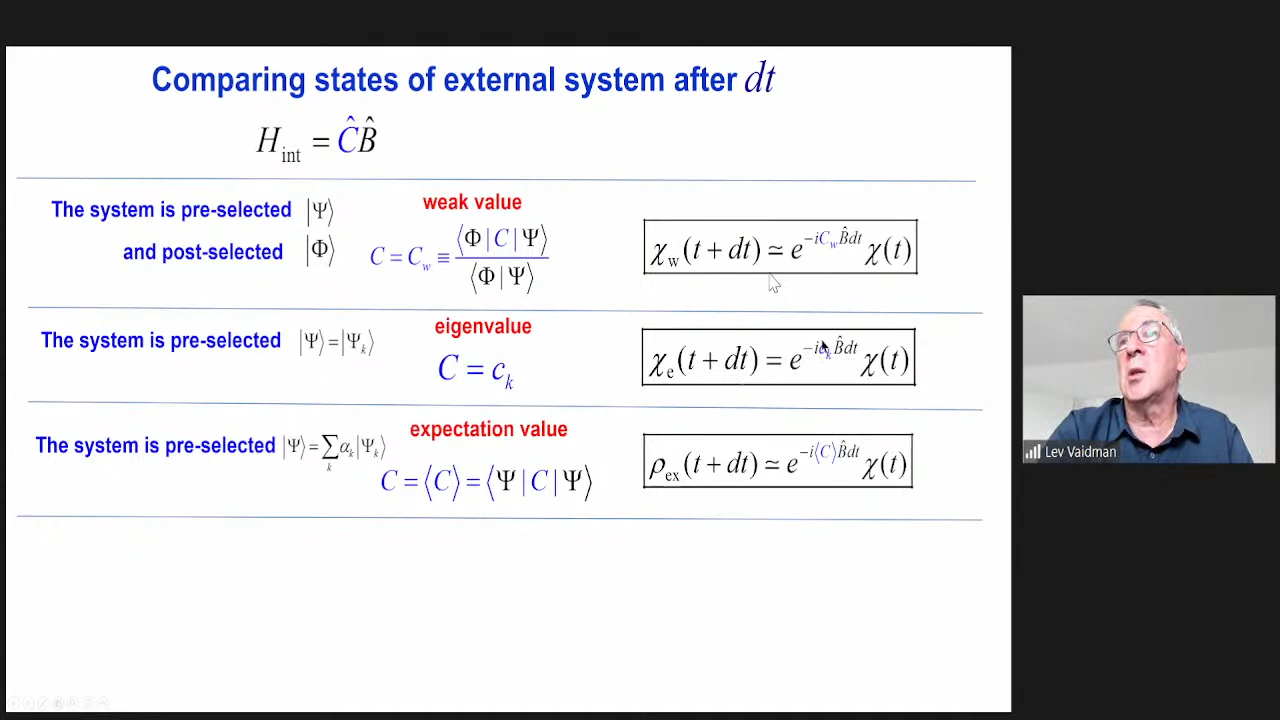 Comparing states of external system after dt
H_int = ĈB̂
The system is pre-selected |Ψ⟩
and post-selected |Φ⟩
weak value
C = C_w ≡ ⟨Φ|C|Ψ⟩ / ⟨Φ|Ψ⟩
χ_w(t + dt) ≃ e^{−iC_w B̂dt} χ(t)
The system is pre-selected |Ψ⟩=|Ψ_k⟩
eigenvalue
C = c_k
χ_e(t + dt) = e^{−ic_k B̂dt} χ(t)
The system is pre-selected |Ψ⟩=∑_k α_k|Ψ_k⟩
expectation value
C = ⟨C⟩ = ⟨Ψ|C|Ψ⟩
ρ_ex(t + dt) ≃ e^{−i⟨C⟩B̂dt} χ(t)
Lev Vaidman